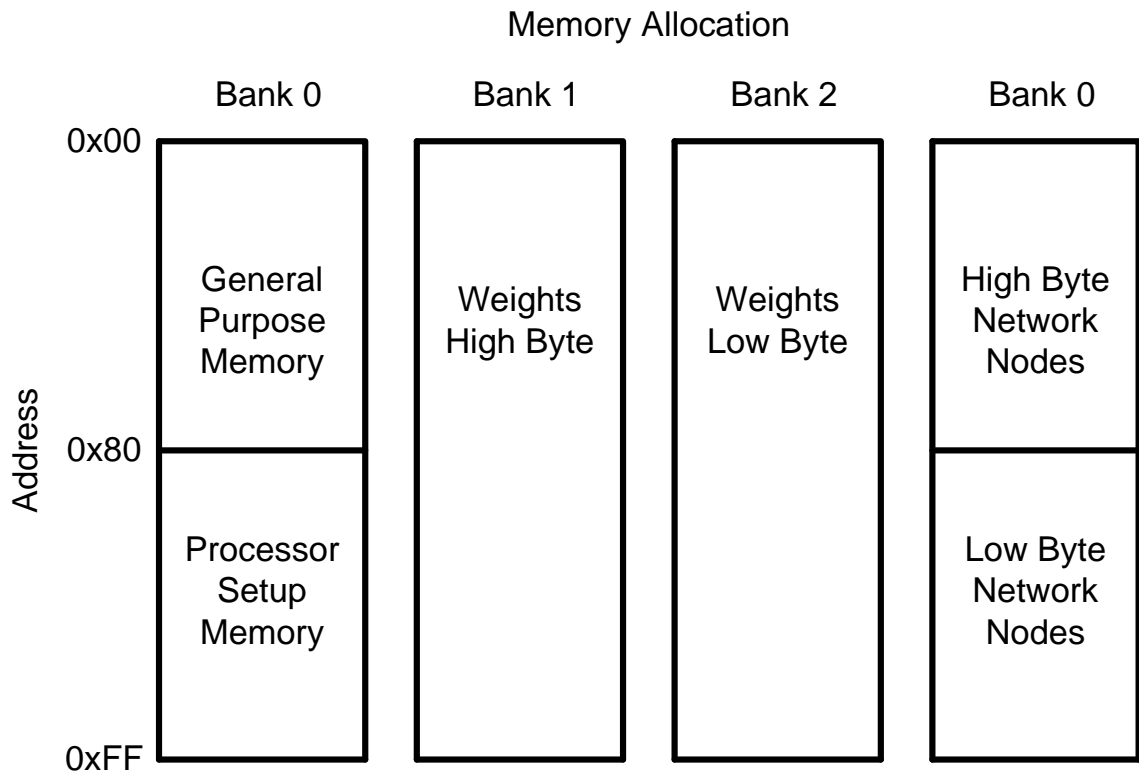 Memory Allocation
Bank 0
Bank 1
Bank 2
Bank 0
0x00
General
Purpose
Memory
Weights
High Byte
Weights
Low Byte
High Byte
Network
Nodes
Address
0x80
Processor
Setup
Memory
Low Byte
Network
Nodes
0xFF